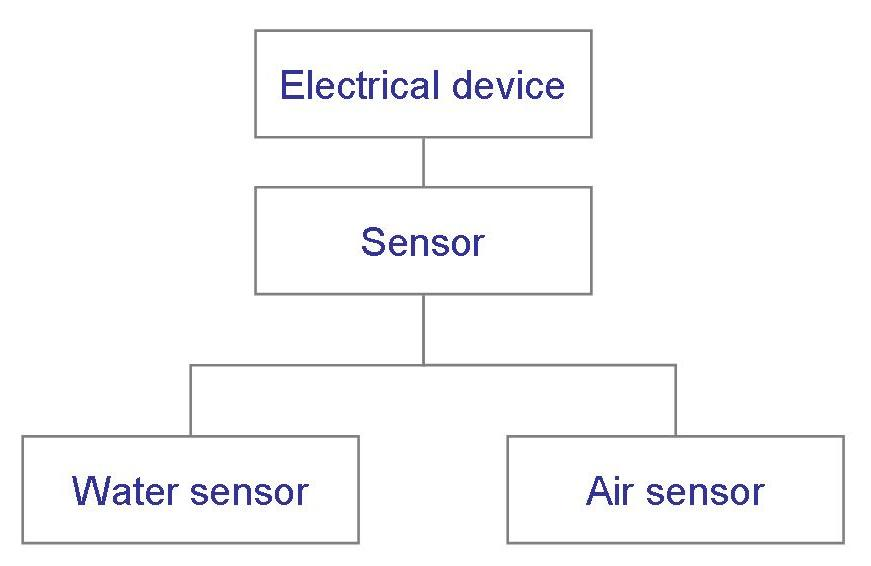 Electrical device
Sensor
Water sensor
Air sensor